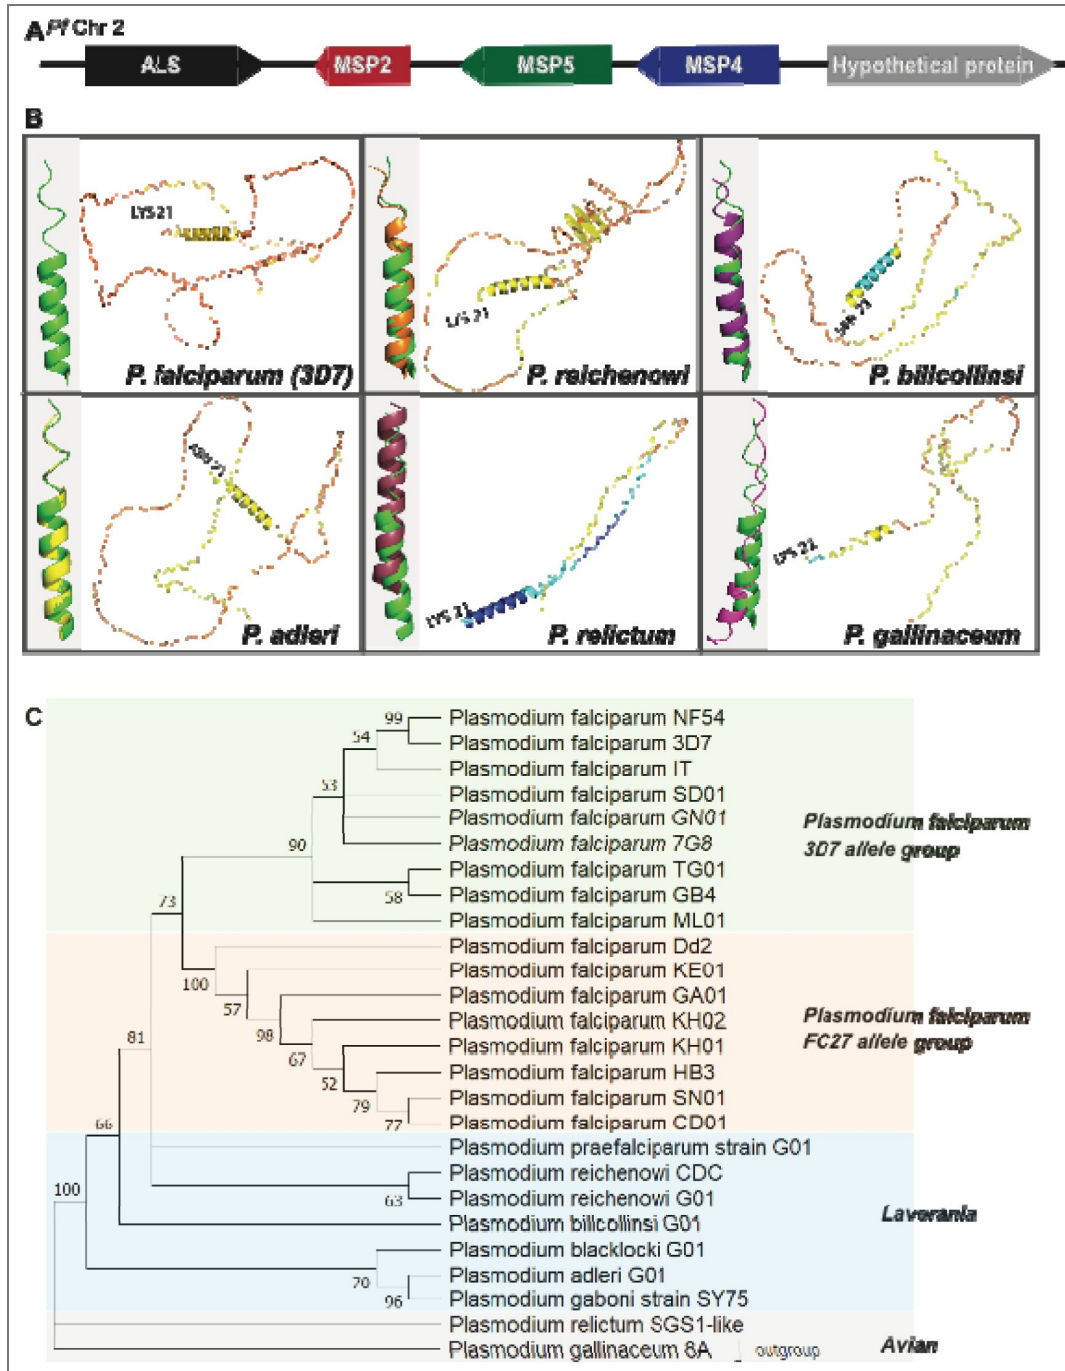 A Pf Chr 2
ALS MSP2 MSP5 MSP4 Hypothetical protein
B
LYS 21
P. falciparum (3D7)
LYS 21
P. reichenowi
P. billcollinsi
P. adleri
LYS 21
P. relictum
LYS 21
P. gallinaceum
C
99 Plasmodium falciparum NF54
54 Plasmodium falciparum 3D7
Plasmodium falciparum IT
53 Plasmodium falciparum SD01
Plasmodium falciparum GN01
Plasmodium falciparum 7G8
90 Plasmodium falciparum TG01
58 Plasmodium falciparum GB4
Plasmodium falciparum ML01
Plasmodium falciparum
3D7 allele group
73
Plasmodium falciparum Dd2
100 Plasmodium falciparum KE01
57 Plasmodium falciparum GA01
98 Plasmodium falciparum KH02
67 Plasmodium falciparum KH01
52 Plasmodium falciparum HB3
79 Plasmodium falciparum SN01
77 Plasmodium falciparum CD01
Plasmodium falciparum
FC27 allele group
81
66
Plasmodium praefalciparum strain G01
Plasmodium reichenowi CDC
100
63 Plasmodium reichenowi G01
Plasmodium billcollinsi G01
Plasmodium blacklocki G01
70 Plasmodium adleri G01
96 Plasmodium gaboni strain SY75
Laverania
Plasmodium relictum SGS1-like
Plasmodium gallinaceum 8A
outgroup
Avian